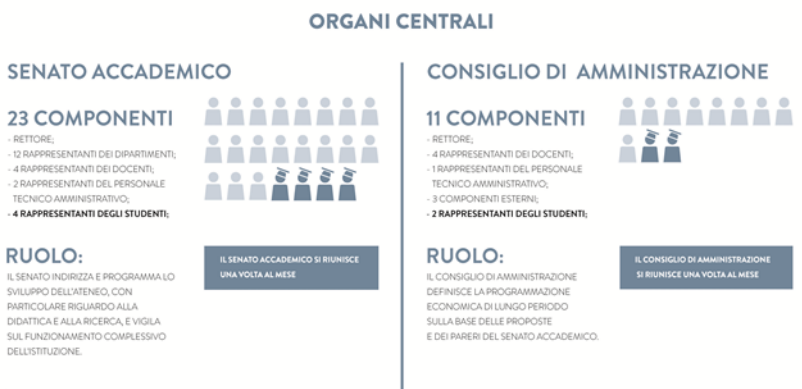 ORGANI CENTRALI
SENATO ACCADEMICO
23 COMPONENTI
- RETTORE;
- 12 RAPPRESENTANTI DEI DIPARTIMENTI;
- 4 RAPPRESENTANTI DEI DOCENTI;
- 2 RAPPRESENTANTI DEL PERSONALE
TECNICO AMMINISTRATIVO;
- 4 RAPPRESENTANTI DEGLI STUDENTI;
RUOLO:
IL SENATO INDIRIZZA E PROGRAMMA LO
SVILUPPO DELL'ATENEO, CON
PARTICOLARE RIGUARDO ALLA
DIDATTICA E ALLA RICERCA, E VIGILA
SUL FUNZIONAMENTO COMPLESSIVO
DELL'ISTITUZIONE.
IL SENATO ACCADEMICO SI RIUNISCE
UNA VOLTA AL MESE
CONSIGLIO DI AMMINISTRAZIONE
11 COMPONENTI
- RETTORE;
- 4 RAPPRESENTANTI DEI DOCENTI;
- 1 RAPPRESENTANTI DEL PERSONALE
TECNICO AMMINISTRATIVO;
- 3 COMPONENTI ESTERNI;
- 2 RAPPRESENTANTI DEGLI STUDENTI;
RUOLO:
IL CONSIGLIO DI AMMINISTRAZIONE
DEFINISCE LA PROGRAMMAZIONE
ECONOMICA DI LUNGO PERIODO
SULLA BASE DELLE PROPOSTE
E DEI PARERI DEL SENATO ACCADEMICO.
IL CONSIGLIO DI AMMINISTRAZIONE
SI RIUNISCE UNA VOLTA AL MESE